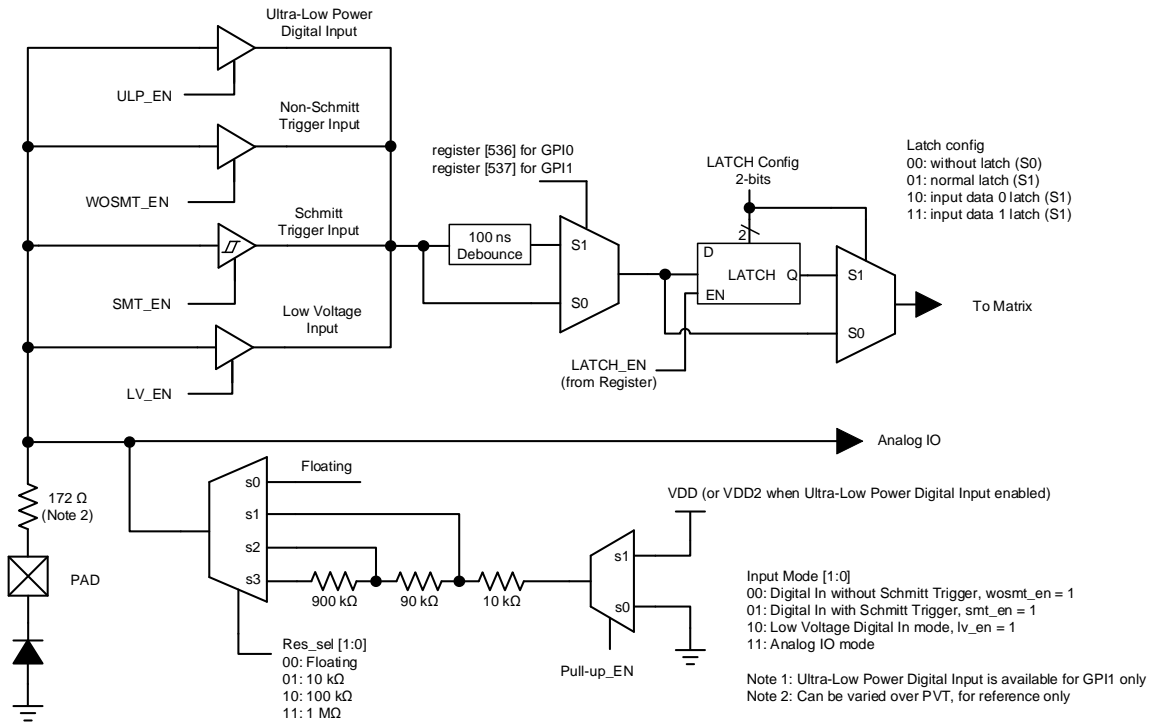 Ultra-Low Power
Digital Input
ULP_EN
Non-Schmitt
Trigger Input
WOSMT_EN
Schmitt
Trigger Input
SMT_EN
Low Voltage
Input
LV_EN
register [536] for GPI0
register [537] for GPI1
100 ns
Debounce
S1
S0
LATCH Config
2-bits
2
D
LATCH
Q
EN
LATCH_EN
(from Register)
S1
S0
Latch config
00: without latch (S0)
01: normal latch (S1)
10: input data 0 latch (S1)
11: input data 1 latch (S1)
To Matrix
Analog IO
172 Ω
(Note 2)
PAD
s0
s1
s2
s3
Floating
900 kΩ
90 kΩ
10 kΩ
Res_sel [1:0]
00: Floating
01: 10 kΩ
10: 100 kΩ
11: 1 MΩ
VDD (or VDD2 when Ultra-Low Power Digital Input enabled)
s1
s0
Pull-up_EN
Input Mode [1:0]
00: Digital In without Schmitt Trigger, wosmt_en = 1
01: Digital In with Schmitt Trigger, smt_en = 1
10: Low Voltage Digital In mode, lv_en = 1
11: Analog IO mode
Note 1: Ultra-Low Power Digital Input is available for GPI1 only
Note 2: Can be varied over PVT, for reference only